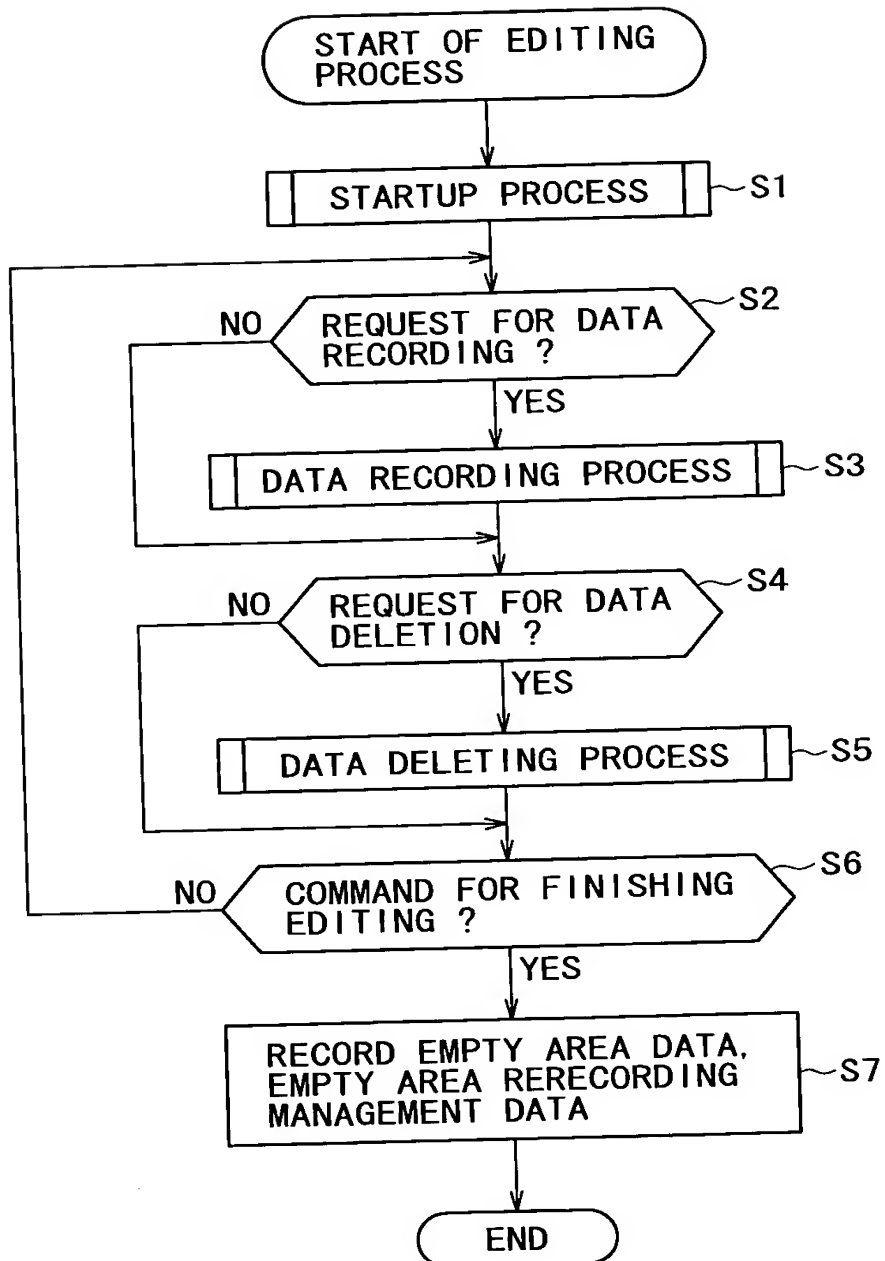 START OF EDITING
PROCESS
STARTUP PROCESS
S1
REQUEST FOR DATA
RECORDING ?
S2
NO
YES
DATA RECORDING PROCESS
S3
REQUEST FOR DATA
DELETION ?
S4
NO
YES
DATA DELETING PROCESS
S5
COMMAND FOR FINISHING
EDITING ?
S6
NO
YES
RECORD EMPTY AREA DATA,
EMPTY AREA RERECORDING
MANAGEMENT DATA
S7
END